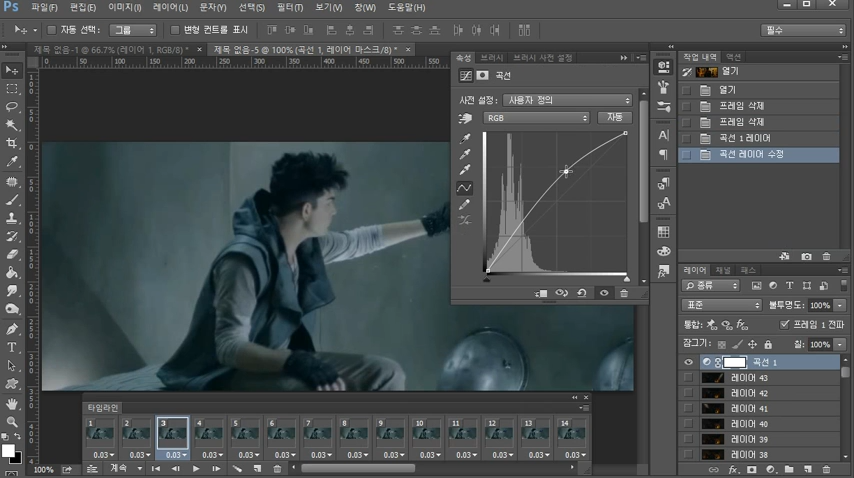 Ps 파일(F) 편집(E) 이미지(I) 레이어(L) 문자(Y) 선택(S) 필터(T) 보기(V) 창(W) 도움말(H)
자동 선택: 그룹 변형 컨트롤 표시 필수
제목 없음-1 @ 66.7% (레이어 1, RGB/8) * × 제목 없음-5 @ 100% (곡선 1, 레이어 마스크/8) * ×
0 50 100 150 200 250 300 350 400 450 500 550
속성 브러시 브러시 사전 설정
곡선
사전 설정: 사용자 정의
RGB 자동
작업 내역 액션
열기
열기
프레임 삭제
프레임 삭제
곡선 1 레이어
곡선 레이어 수정
레이어 채널 패스
종류
표준 불투명도: 100%
통합: 프레임 1 전파
잠그기: 칠: 100%
곡선 1
레이어 43
레이어 42
레이어 41
레이어 40
레이어 39
레이어 38
타임라인
1 2 3 4 5 6 7 8 9 10 11 12 13 14
0.03 0.03 0.03 0.03 0.03 0.03 0.03 0.03 0.03 0.03 0.03 0.03 0.03 0.03
100% 계속